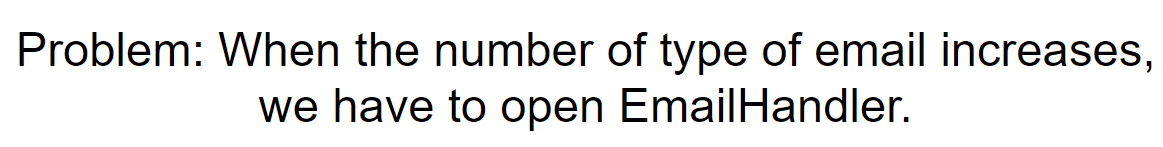 Problem: When the number of type of email increases,
we have to open EmailHandler.